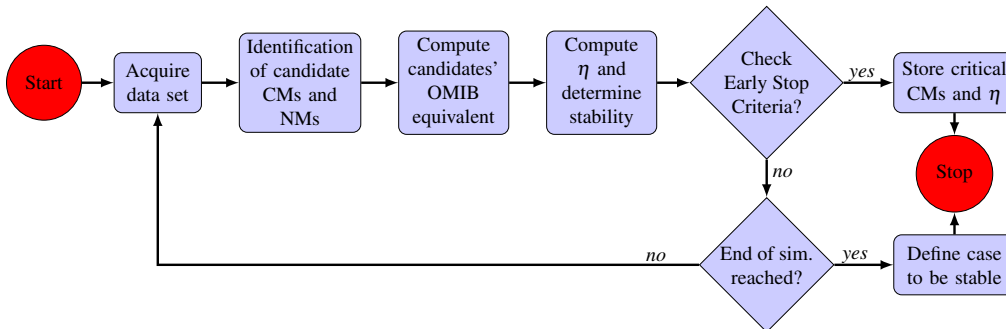 Start
Acquire
data set
Identification
of candidate
CMs and
NMs
Compute
candidates'
OMIB
equivalent
Compute
η and
determine
stability
Check
Early Stop
Criteria?
yes
Store critical
CMs and η
no
Stop
End of sim.
reached?
no
yes
Define case
to be stable